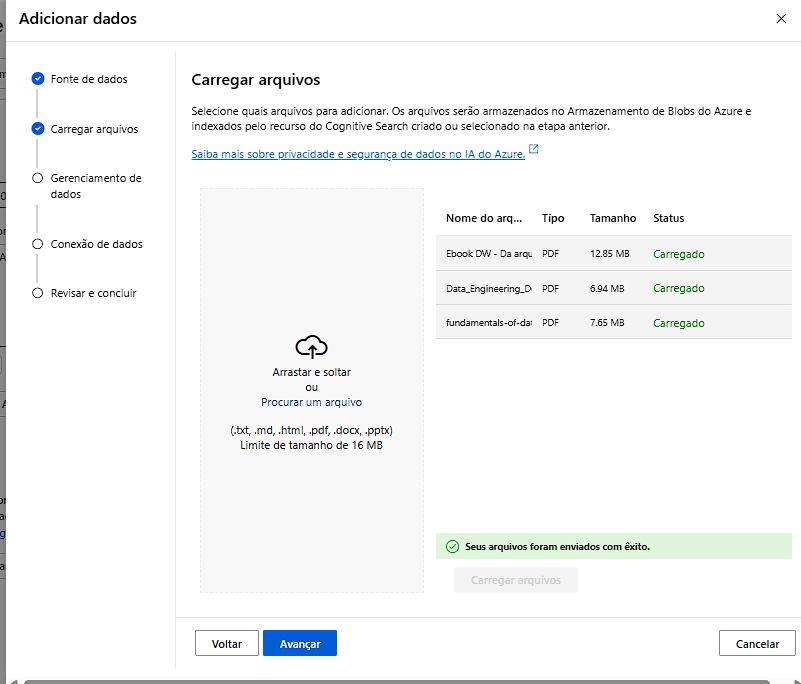 Adicionar dados
Fonte de dados
Carregar arquivos
Gerenciamento de
dados
Conexão de dados
Revisar e concluir
Carregar arquivos
Selecione quais arquivos para adicionar. Os arquivos serão armazenados no Armazenamento de Blobs do Azure e
indexados pelo recurso do Cognitive Search criado ou selecionado na etapa anterior.
Saiba mais sobre privacidade e segurança de dados no IA do Azure.
Arrastar e soltar
ou
Procurar um arquivo
(.txt, .md, .html, .pdf, .docx, .pptx)
Limite de tamanho de 16 MB
Nome do arq... Tipo Tamanho Status
Ebook DW - Da arqu PDF 12.85 MB Carregado
Data_Engineering_D PDF 6.94 MB Carregado
fundamentals-of-dat PDF 7.65 MB Carregado
Seus arquivos foram enviados com êxito.
Carregar arquivos
Voltar
Avançar
Cancelar